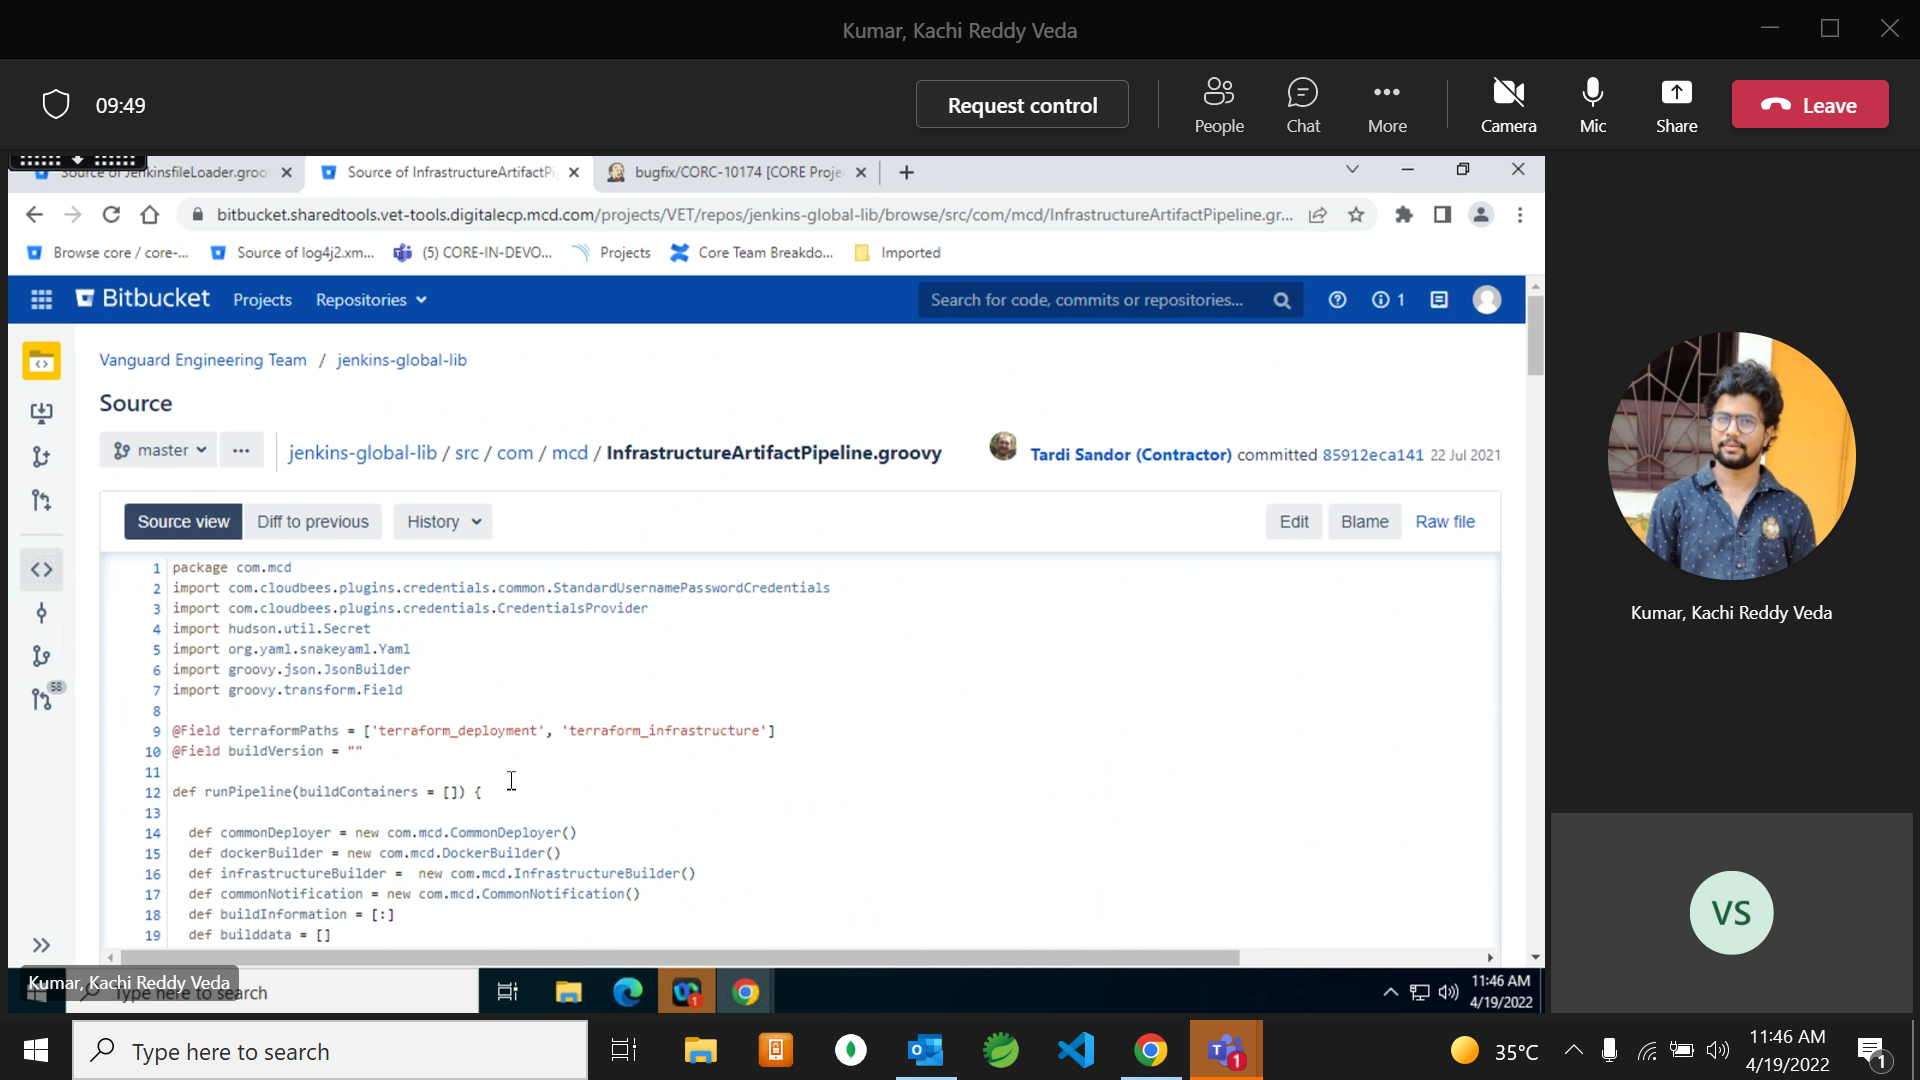 Kumar, Kachi Reddy Veda
09:49
Request control
People
Chat
More
Camera
Mic
Share
Leave
Source of JenkinsfileLoader.groo
Source of InfrastructureArtifactPi
bugfix/CORC-10174 [CORE Proje
bitbucket.sharedtools.vet-tools.digitalecp.mcd.com/projects/VET/repos/jenkins-global-lib/browse/src/com/mcd/InfrastructureArtifactPipeline.gr...
Browse core / core-...
Source of log4j2.xm...
(5) CORE-IN-DEVO...
Projects
Core Team Breakdo...
Imported
Bitbucket
Projects
Repositories
Search for code, commits or repositories...
1
Vanguard Engineering Team / jenkins-global-lib
Source
master
...
jenkins-global-lib / src / com / mcd / InfrastructureArtifactPipeline.groovy
Tardi Sandor (Contractor) committed 85912eca141 22 Jul 2021
Source view
Diff to previous
History
Edit
Blame
Raw file
1 package com.mcd
2 import com.cloudbees.plugins.credentials.common.StandardUsernamePasswordCredentials
3 import com.cloudbees.plugins.credentials.CredentialsProvider
4 import hudson.util.Secret
5 import org.yaml.snakeyaml.Yaml
6 import groovy.json.JsonBuilder
7 import groovy.transform.Field
8
9 @Field terraformPaths = ['terraform_deployment', 'terraform_infrastructure']
10 @Field buildVersion = ""
11
12 def runPipeline(buildContainers = []) {
13
14 def commonDeployer = new com.mcd.CommonDeployer()
15 def dockerBuilder = new com.mcd.DockerBuilder()
16 def infrastructureBuilder =  new com.mcd.InfrastructureBuilder()
17 def commonNotification = new com.mcd.CommonNotification()
18 def buildInformation = [:]
19 def builddata = []
58
Kumar, Kachi Reddy Veda
VS
Kumar, Kachi Reddy Veda
Type here to search
1
11:46 AM
4/19/2022
Type here to search
1
35°C
11:46 AM
4/19/2022
1